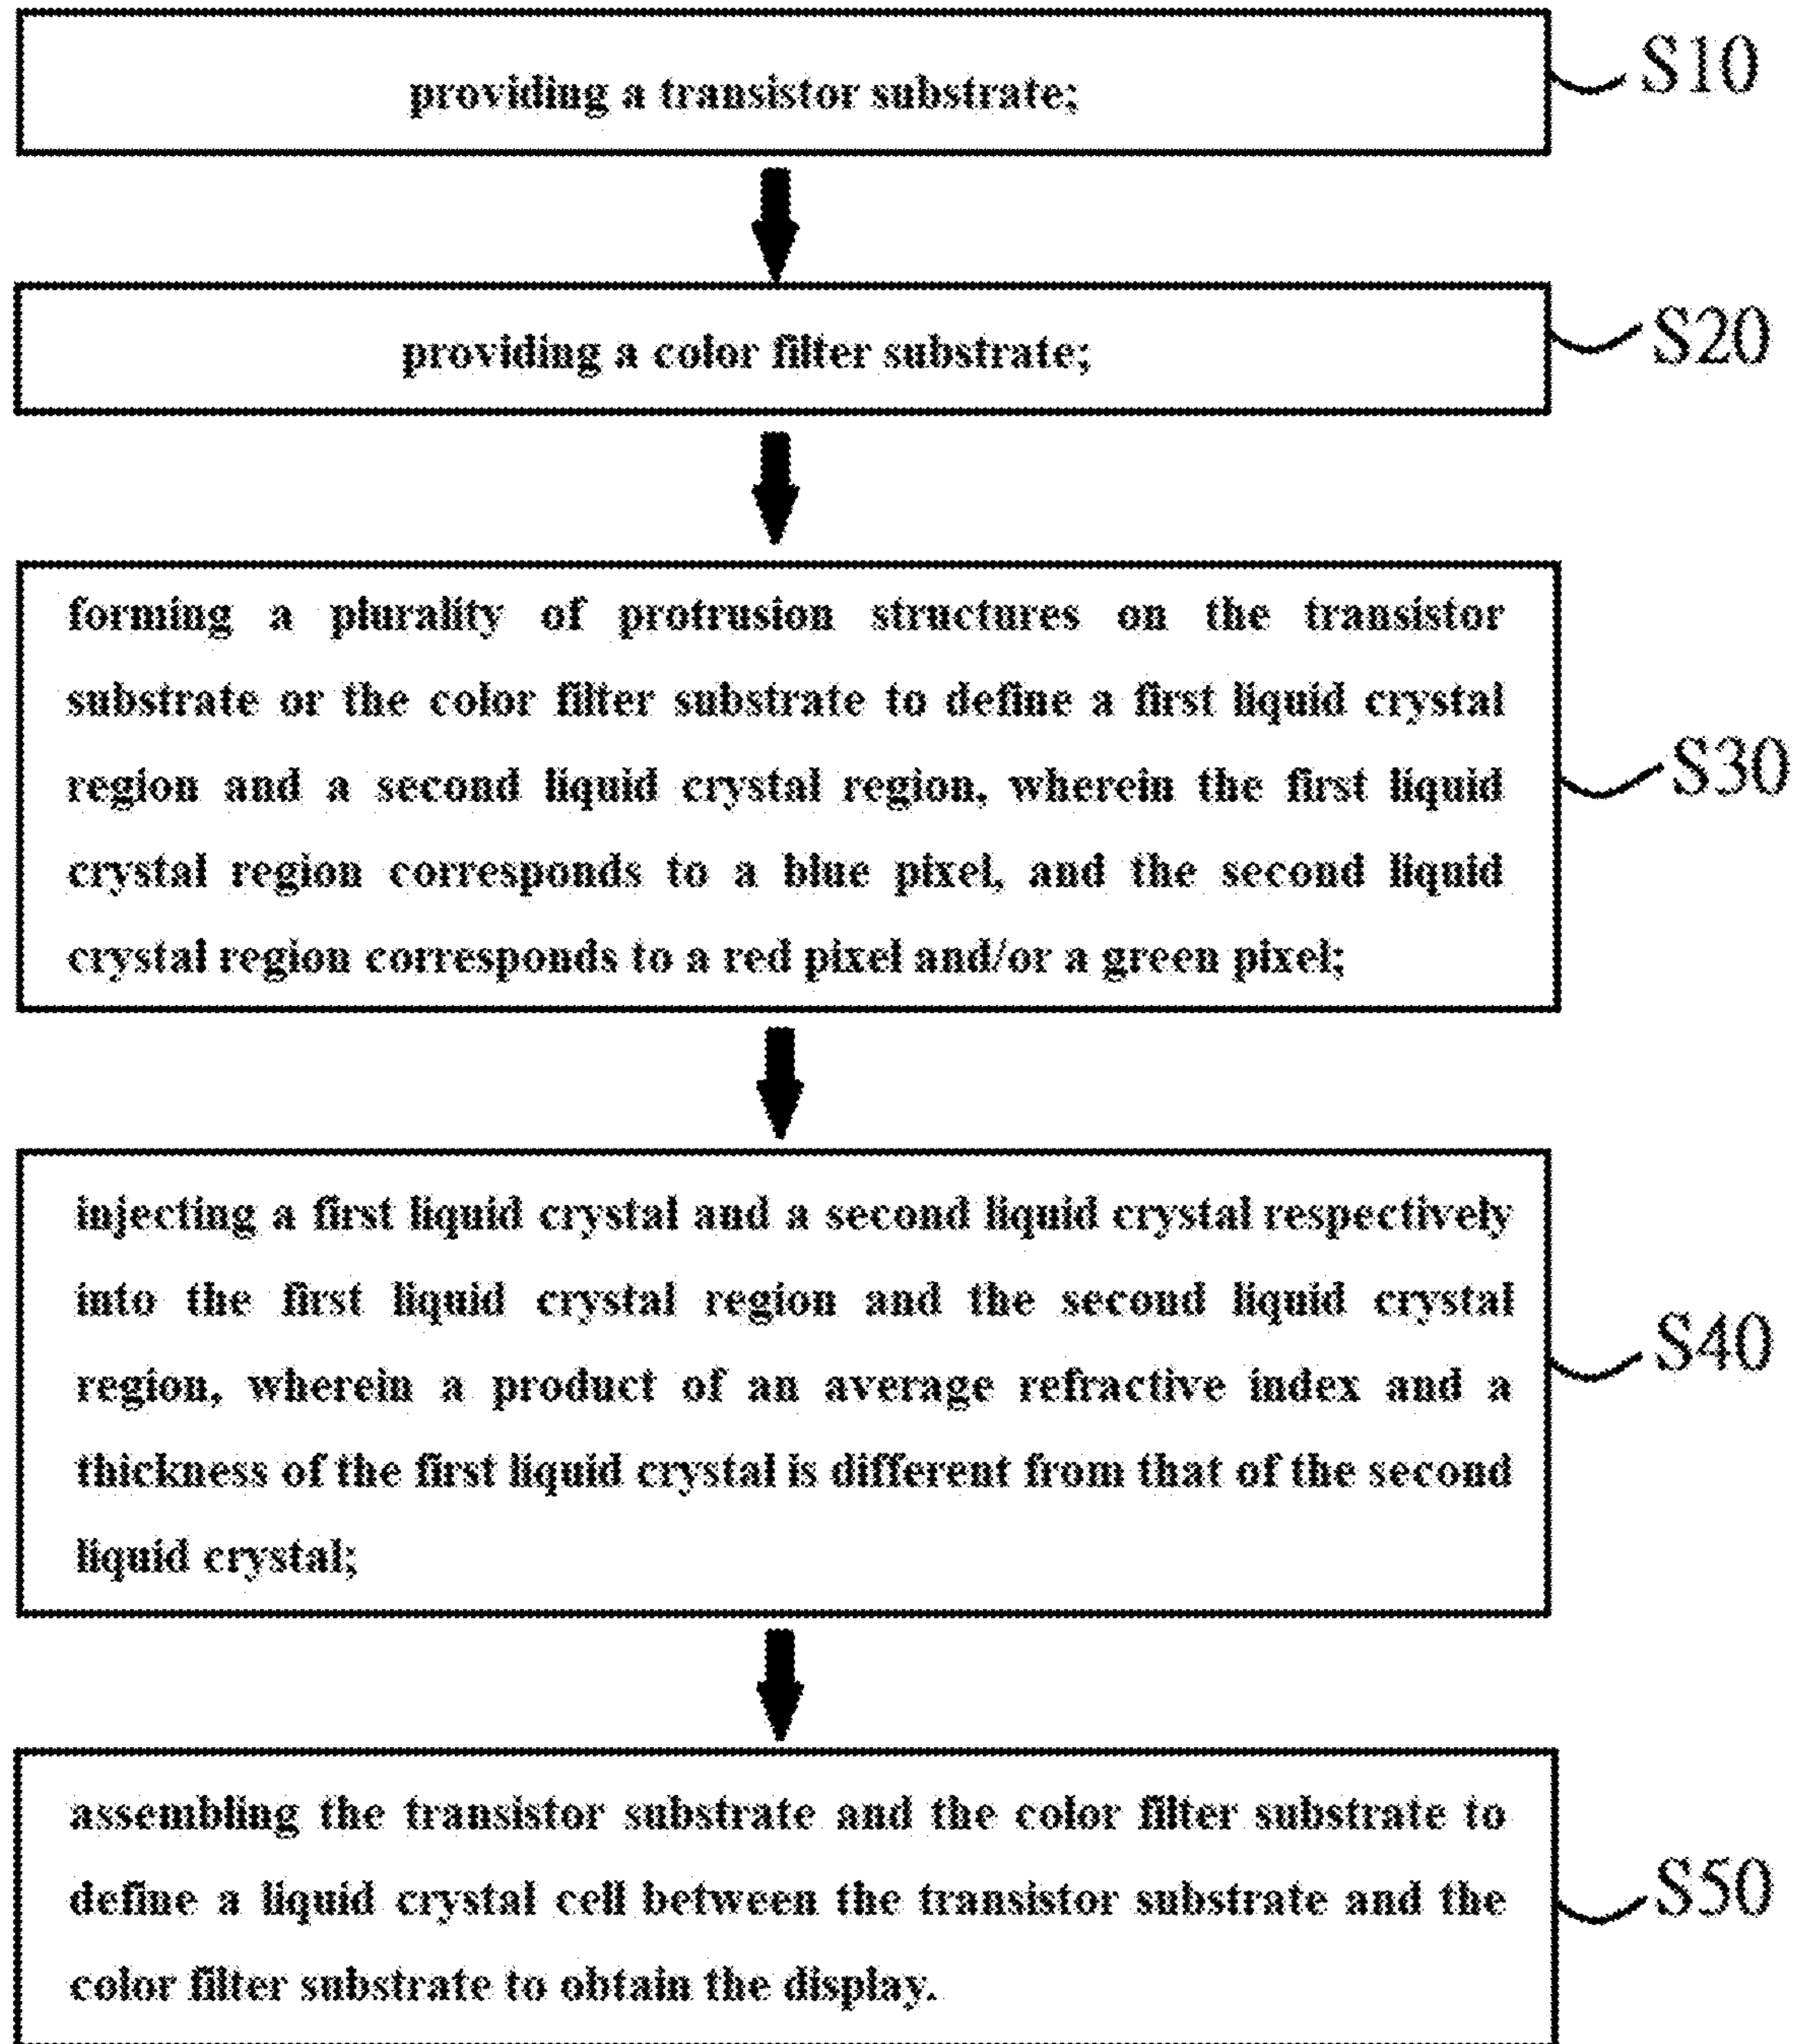 providing a transistor substrate;
S10
providing a color filter substrate;
S20
forming a plurality of protrusion structures on the transistor
substrate or the color filter substrate to define a first liquid crystal
region and a second liquid crystal region, wherein the first liquid
crystal region corresponds to a blue pixel, and the second liquid
crystal region corresponds to a red pixel and/or a green pixel;
S30
injecting a first liquid crystal and a second liquid crystal respectively
into the first liquid crystal region and the second liquid crystal
region, wherein a product of an average refractive index and a
thickness of the first liquid crystal is different from that of the second
liquid crystal;
S40
assembling the transistor substrate and the color filter substrate to
define a liquid crystal cell between the transistor substrate and the
color filter substrate to obtain the display.
S50